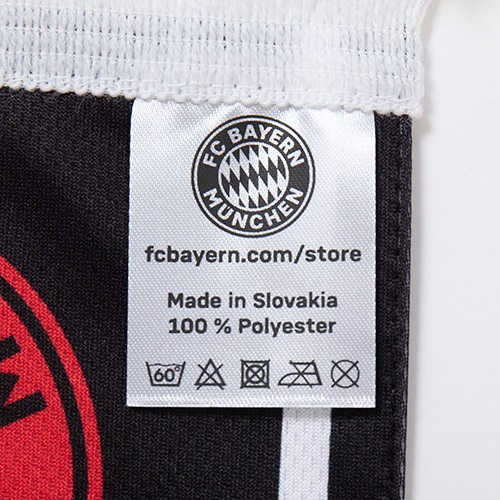 FC BAYERN
MÜNCHEN
fcbayern.com/store
Made in Slovakia
100 % Polyester
60°
M